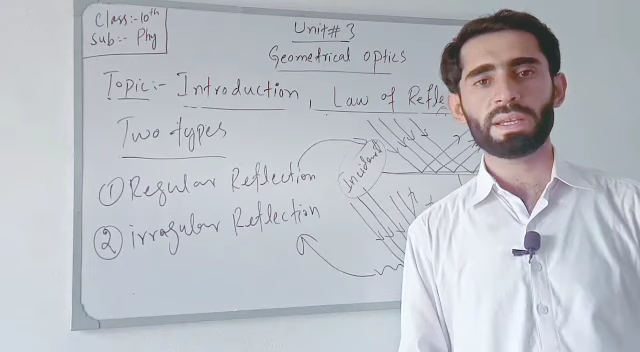 Class:- 10th
Sub:- Phy
Unit# 3
Geometrical optics
Topic:- Introduction, Law of Refle
Two types
① Regular Reflection
② irregular Reflection
Incident